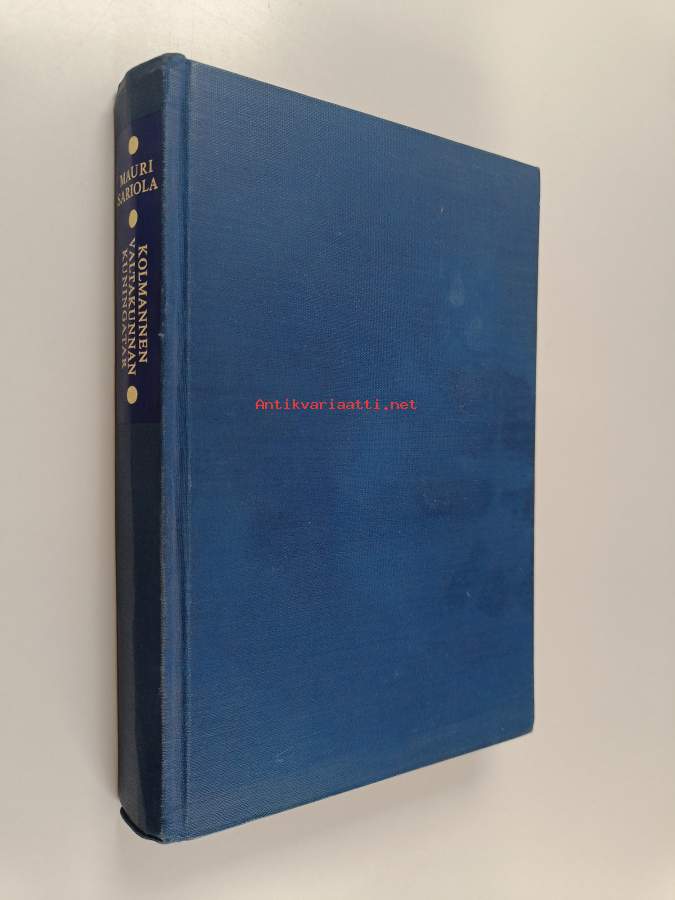 MAURI
SARIOLA
KOLMANNEN
VALTAKUNNAN
KUNINGATAR
Antikvariaatti.net